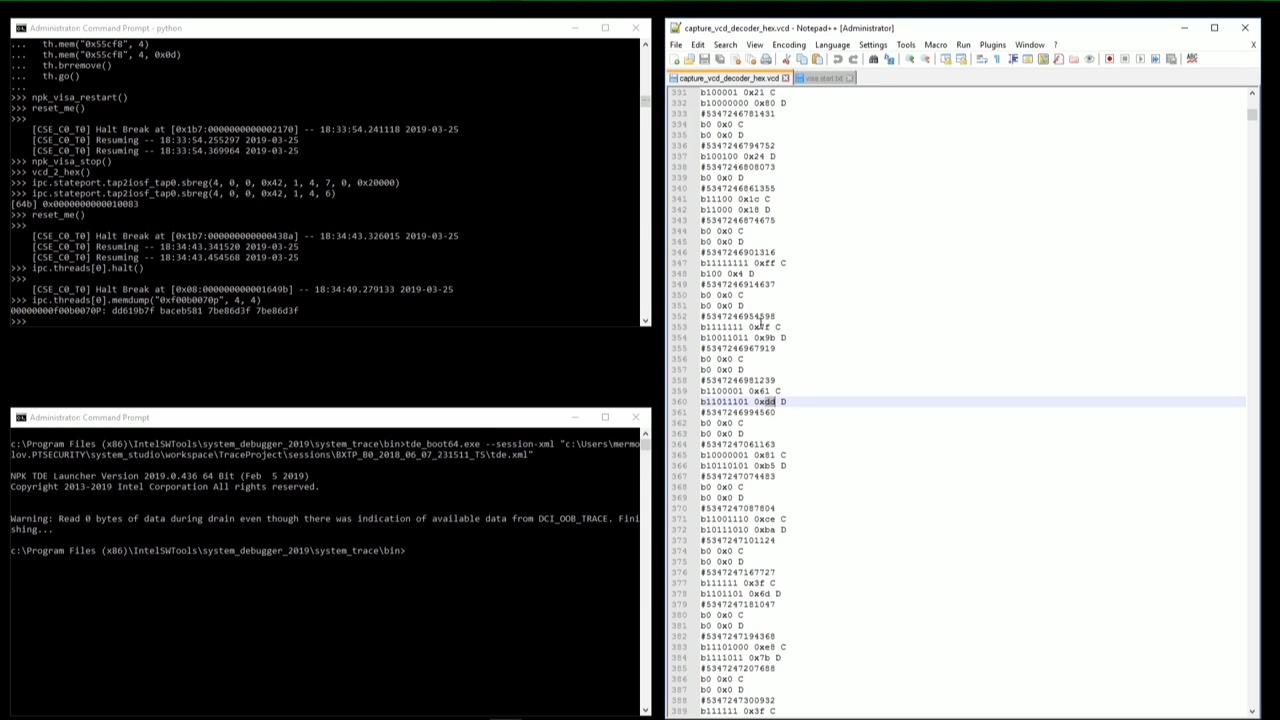 Administrator: Command Prompt - python
...   th.mem("0x55cf8", 4)
...   th.mem("0x55cf8", 4, 0x0d)
...   th.brremove()
...   th.go()
...
>>> npk_visa_restart()
>>> reset_me()
>>>
[CSE_C0_T0] Halt Break at [0x1b7:0000000000002170] -- 18:33:54.241118 2019-03-25
[CSE_C0_T0] Resuming -- 18:33:54.255297 2019-03-25
[CSE_C0_T0] Resuming -- 18:33:54.369964 2019-03-25
>>> npk_visa_stop()
>>> vcd_2_hex()
>>> ipc.stateport.tap2iosf_tap0.sbreg(4, 0, 0, 0x42, 1, 4, 7, 0, 0x20000)
>>> ipc.stateport.tap2iosf_tap0.sbreg(4, 0, 0, 0x42, 1, 4, 6)
[64b] 0x0000000000010083
>>> reset_me()
>>>
[CSE_C0_T0] Halt Break at [0x1b7:000000000000438a] -- 18:34:43.326015 2019-03-25
[CSE_C0_T0] Resuming -- 18:34:43.341520 2019-03-25
[CSE_C0_T0] Resuming -- 18:34:43.454568 2019-03-25
>>> ipc.threads[0].halt()
>>>
[CSE_C0_T0] Halt Break at [0x08:000000000001649b] -- 18:34:49.279133 2019-03-25
>>> ipc.threads[0].memdump("0xf00b0070p", 4, 4)
00000000f00b0070P: dd619b7f baceb581 7be86d3f 7be86d3f
>>>
Administrator: Command Prompt
c:\Program Files (x86)\IntelSWTools\system_debugger_2019\system_trace\bin>tde_boot64.exe --session-xml "c:\Users\mermo
lov.PTSECURITY\system_studio\workspace\TraceProject\sessions\BXTP_B0_2018_06_07_231511_TS\tde.xml"
NPK TDE Launcher Version 2019.0.436 64 Bit (Feb  5 2019)
Copyright 2013-2019 Intel Corporation All rights reserved.
Warning: Read 0 bytes of data during drain even though there was indication of available data from DCI_OOB_TRACE. Fini
shing...
c:\Program Files (x86)\IntelSWTools\system_debugger_2019\system_trace\bin>
capture_vcd_decoder_hex.vcd - Notepad++ [Administrator]
File Edit Search View Encoding Language Settings Tools Macro Run Plugins Window ? X
capture_vcd_decoder_hex.vcd visa start.txt
331 b100001 0x21 C
332 b10000000 0x80 D
333 #5347246781431
334 b0 0x0 C
335 b0 0x0 D
336 #5347246794752
337 b100100 0x24 D
338 #5347246808073
339 b0 0x0 D
340 #5347246861355
341 b11100 0x1c C
342 b11000 0x18 D
343 #5347246874675
344 b0 0x0 C
345 b0 0x0 D
346 #5347246901316
347 b11111111 0xff C
348 b100 0x4 D
349 #5347246914637
350 b0 0x0 C
351 b0 0x0 D
352 #5347246954598
353 b1111111 0x7f C
354 b10011011 0x9b D
355 #5347246967919
356 b0 0x0 C
357 b0 0x0 D
358 #5347246981239
359 b1100001 0x61 C
360 b11011101 0xdd D
361 #5347246994560
362 b0 0x0 C
363 b0 0x0 D
364 #5347247061163
365 b10000001 0x81 C
366 b10110101 0xb5 D
367 #5347247074483
368 b0 0x0 C
369 b0 0x0 D
370 #5347247087804
371 b11001110 0xce C
372 b10111010 0xba D
373 #5347247101124
374 b0 0x0 C
375 b0 0x0 D
376 #5347247167727
377 b111111 0x3f C
378 b1101101 0x6d D
379 #5347247181047
380 b0 0x0 C
381 b0 0x0 D
382 #5347247194368
383 b11101000 0xe8 C
384 b1111011 0x7b D
385 #5347247207688
386 b0 0x0 C
387 b0 0x0 D
388 #5347247300932
389 b111111 0x3f C